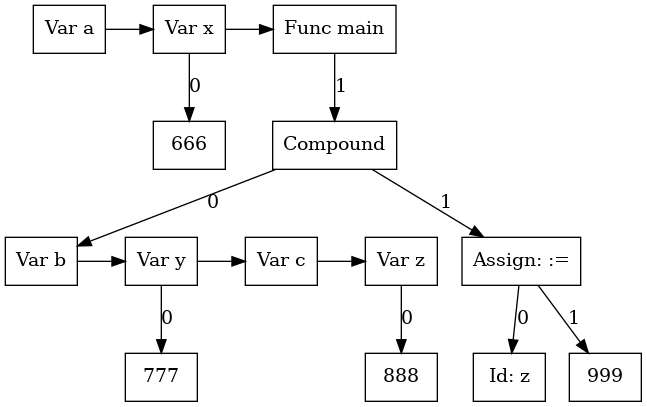 Var a
Var x
Func main
0
1
666
Compound
0
1
Var b
Var y
Var c
Var z
Assign: :=
0
0
0
1
777
888
Id: z
999